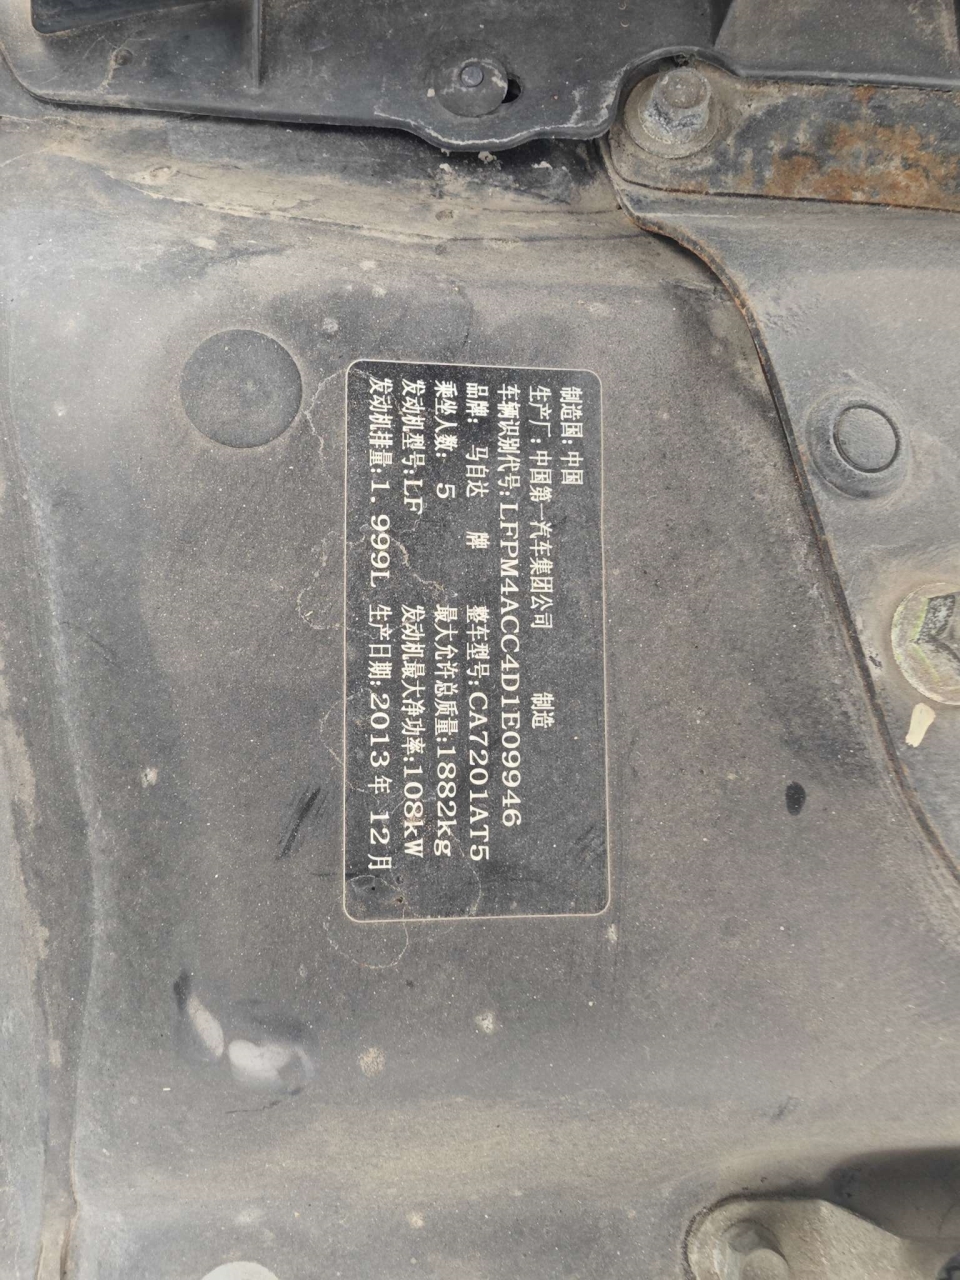 制造国:中国
生产厂:中国第一汽车集团公司 制造
车辆识别代号:LFPM4ACC4D1E09946
品牌: 马自达 牌 整车型号:CA7201AT5
乘坐人数: 5 最大允许总质量:1882kg
发动机型号:LF 发动机最大净功率:108kW
发动机排量:1.999L 生产日期:2013年12月